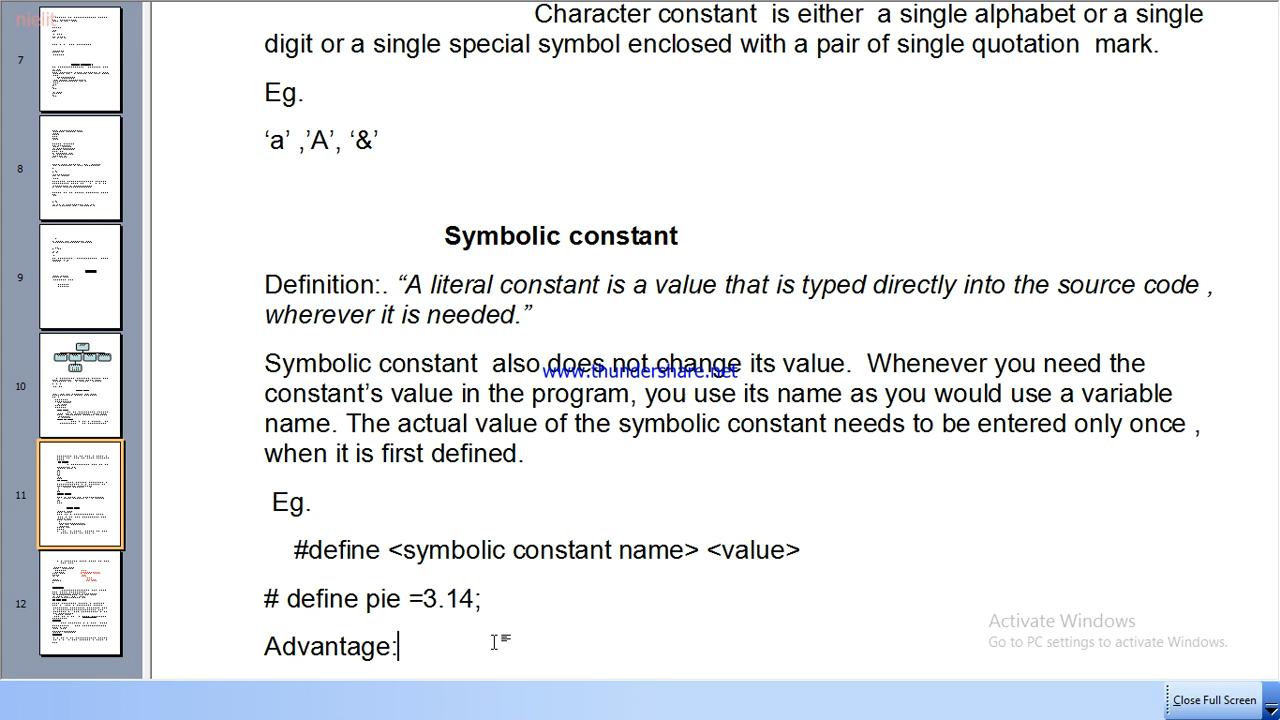 nielit
Character constant is either a single alphabet or a single
digit or a single special symbol enclosed with a pair of single quotation mark.
Eg.
‘a’ ,’A’, ‘&’
Symbolic constant
Definition:. “A literal constant is a value that is typed directly into the source code ,
wherever it is needed.”
Symbolic constant also does not change its value. Whenever you need the
www.thundershare.net
constant’s value in the program, you use its name as you would use a variable
name. The actual value of the symbolic constant needs to be entered only once ,
when it is first defined.
Eg.
#define <symbolic constant name> <value>
# define pie =3.14;
Advantage:
Activate Windows
Go to PC settings to activate Windows.
7
8
9
10
11
12
Close Full Screen